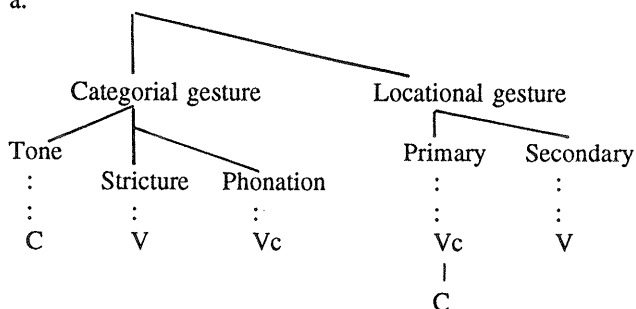 a.
Categorial gesture Locational gesture
Tone Primary Secondary
Stricture Phonation
: : :
: : : : :
C V Vc Vc V
C